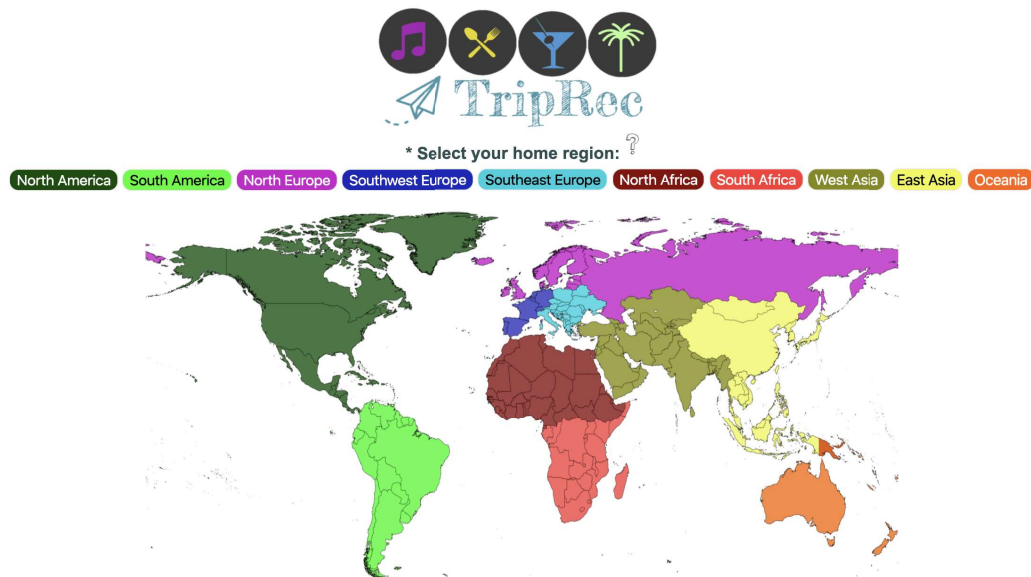 TripRec
* Select your home region: ?
North America South America North Europe Southwest Europe Southeast Europe North Africa South Africa West Asia East Asia Oceania